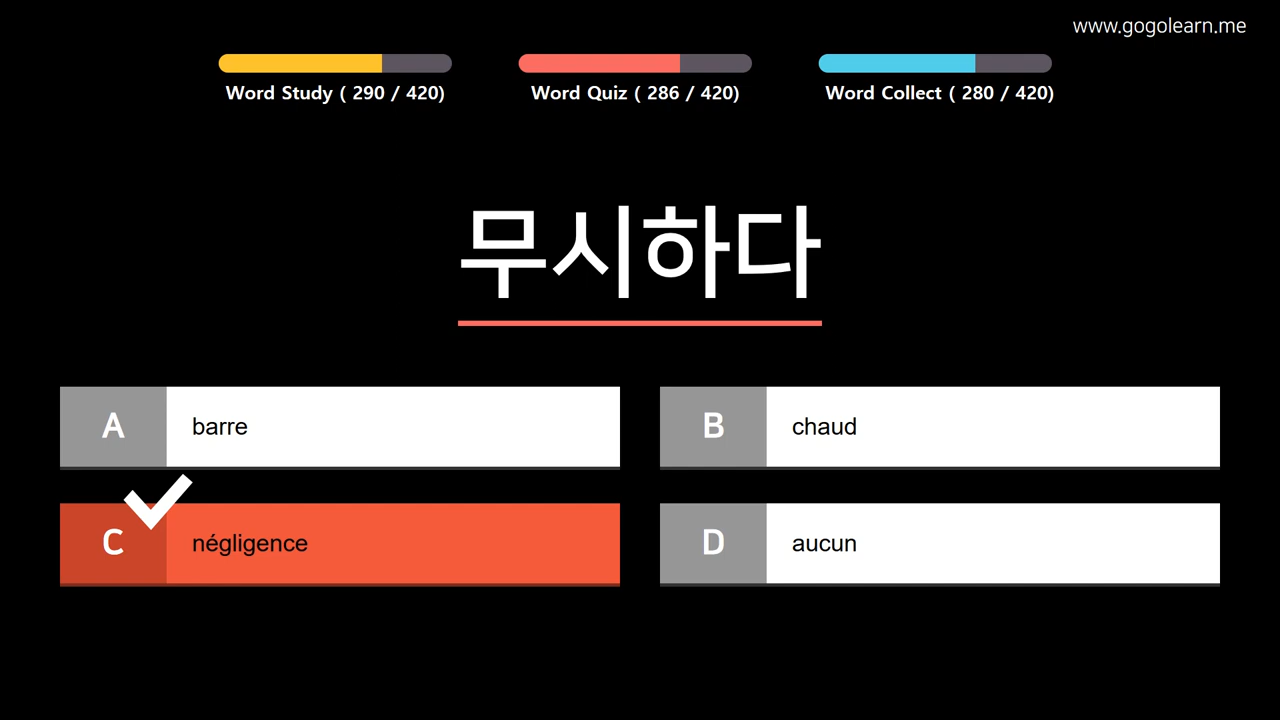 www.gogolearn.me
Word Study ( 290 / 420)
Word Quiz ( 286 / 420)
Word Collect ( 280 / 420)
무시하다
A barre
B chaud
C négligence
D aucun